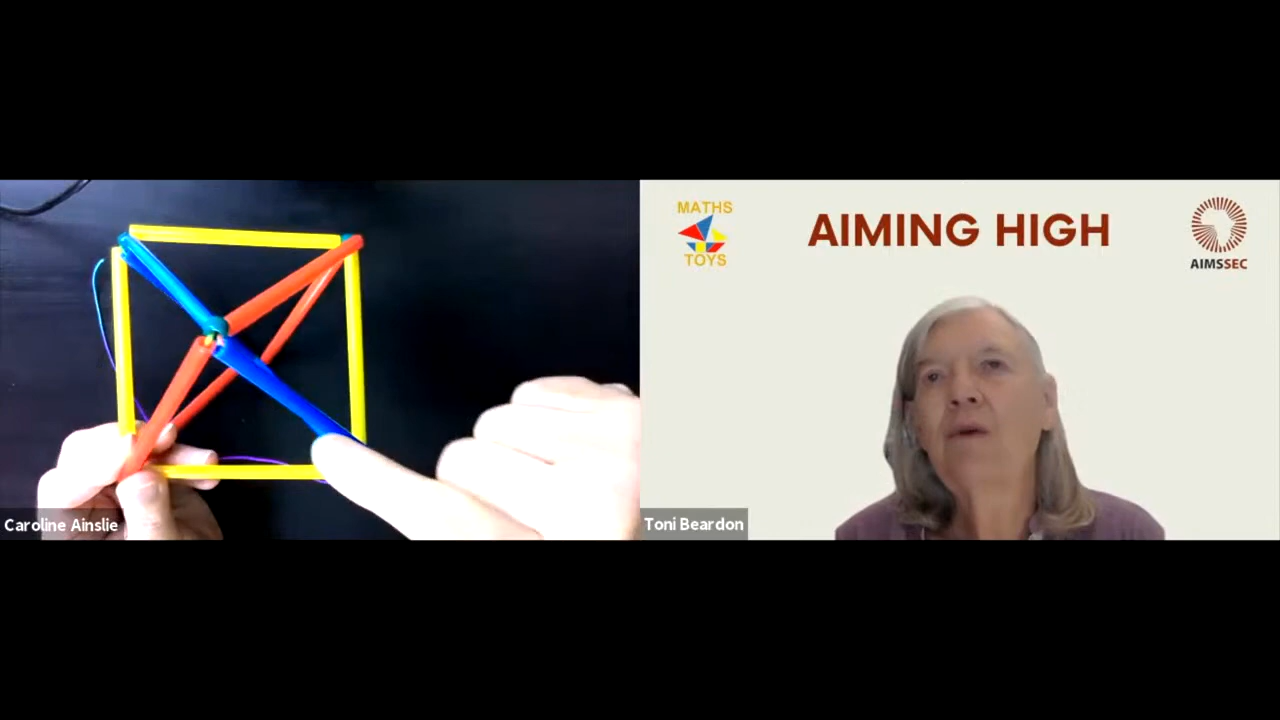 Caroline Ainslie
MATHS
TOYS
AIMING HIGH
AIMSSEC
Toni Beardon